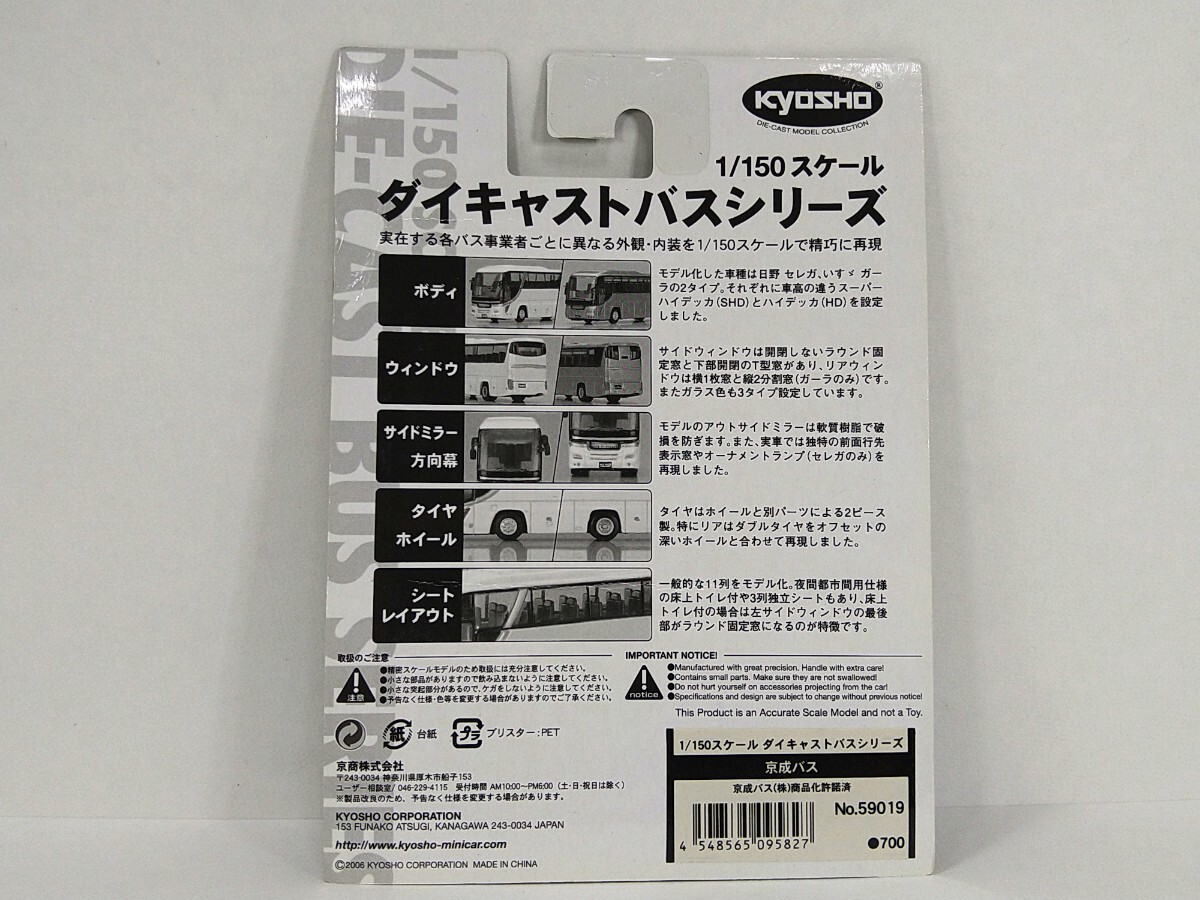 1/150 SC
DIE-CAST BUS SERIES
KYOSHO®
DIE-CAST MODEL COLLECTION
1/150 スケール
ダイキャストバスシリーズ
実在する各バス事業者ごとに異なる外観・内装を1/150スケールで精巧に再現
ボディ
モデル化した車種は日野 セレガ、いすゞ ガー
ラの2タイプ。それぞれに車高の違うスーパー
ハイデッカ(SHD)とハイデッカ(HD)を設定
しました。
ウィンドウ
サイドウィンドウは開閉しないラウンド固
定窓と下部開閉のT型窓があり、リアウィン
ドウは横1枚窓と縦2分割窓(ガーラのみ)です。
またガラス色も3タイプ設定しています。
サイドミラー
方向幕
モデルのアウトサイドミラーは軟質樹脂で破
損を防ぎます。また、実車では独特の前面行先
表示窓やオーナメントランプ(セレガのみ)を
再現しました。
タイヤ
ホイール
タイヤはホイールと別パーツによる2ピース
製。特にリアはダブルタイヤをオフセットの
深いホイールと合わせて再現しました。
シート
レイアウト
一般的な11列をモデル化。夜間都市間用仕様
の床上トイレ付や3列独立シートもあり、床上
トイレ付の場合は左サイドウィンドウの最後
部がラウンド固定窓になるのが特徴です。
取扱のご注意
注意
●精密スケールモデルのため取扱には充分注意してください。
●小さな部品がありますので飲み込まないように注意してください。
●小さな突起部分があるので、ケガをしないように注意してください。
●予告なく仕様・色等を変更する場合がありますのでご了承ください。
IMPORTANT NOTICE!
notice
●Manufactured with great precision. Handle with extra care!
●Contains small parts. Make sure they are not swallowed!
●Do not hurt yourself on accessories projecting from the car!
●Specifications and design are subject to change without previous notice!
This Product is an Accurate Scale Model and not a Toy.
紙 台紙 プラ ブリスター:PET
京商株式会社
〒243-0034 神奈川県厚木市船子153
ユーザー相談室/ 046-229-4115 受付時間 AM10:00〜PM6:00 (土・日・祝日は除く)
※製品改良のため、予告なく仕様を変更する場合があります。
KYOSHO CORPORATION
153 FUNAKO ATSUGI, KANAGAWA 243-0034 JAPAN
http://www.kyosho-minicar.com
©2006 KYOSHO CORPORATION MADE IN CHINA
1/150スケール ダイキャストバスシリーズ
京成バス
京成バス(株)商品化許諾済
No.59019
4 548565 095827
●700